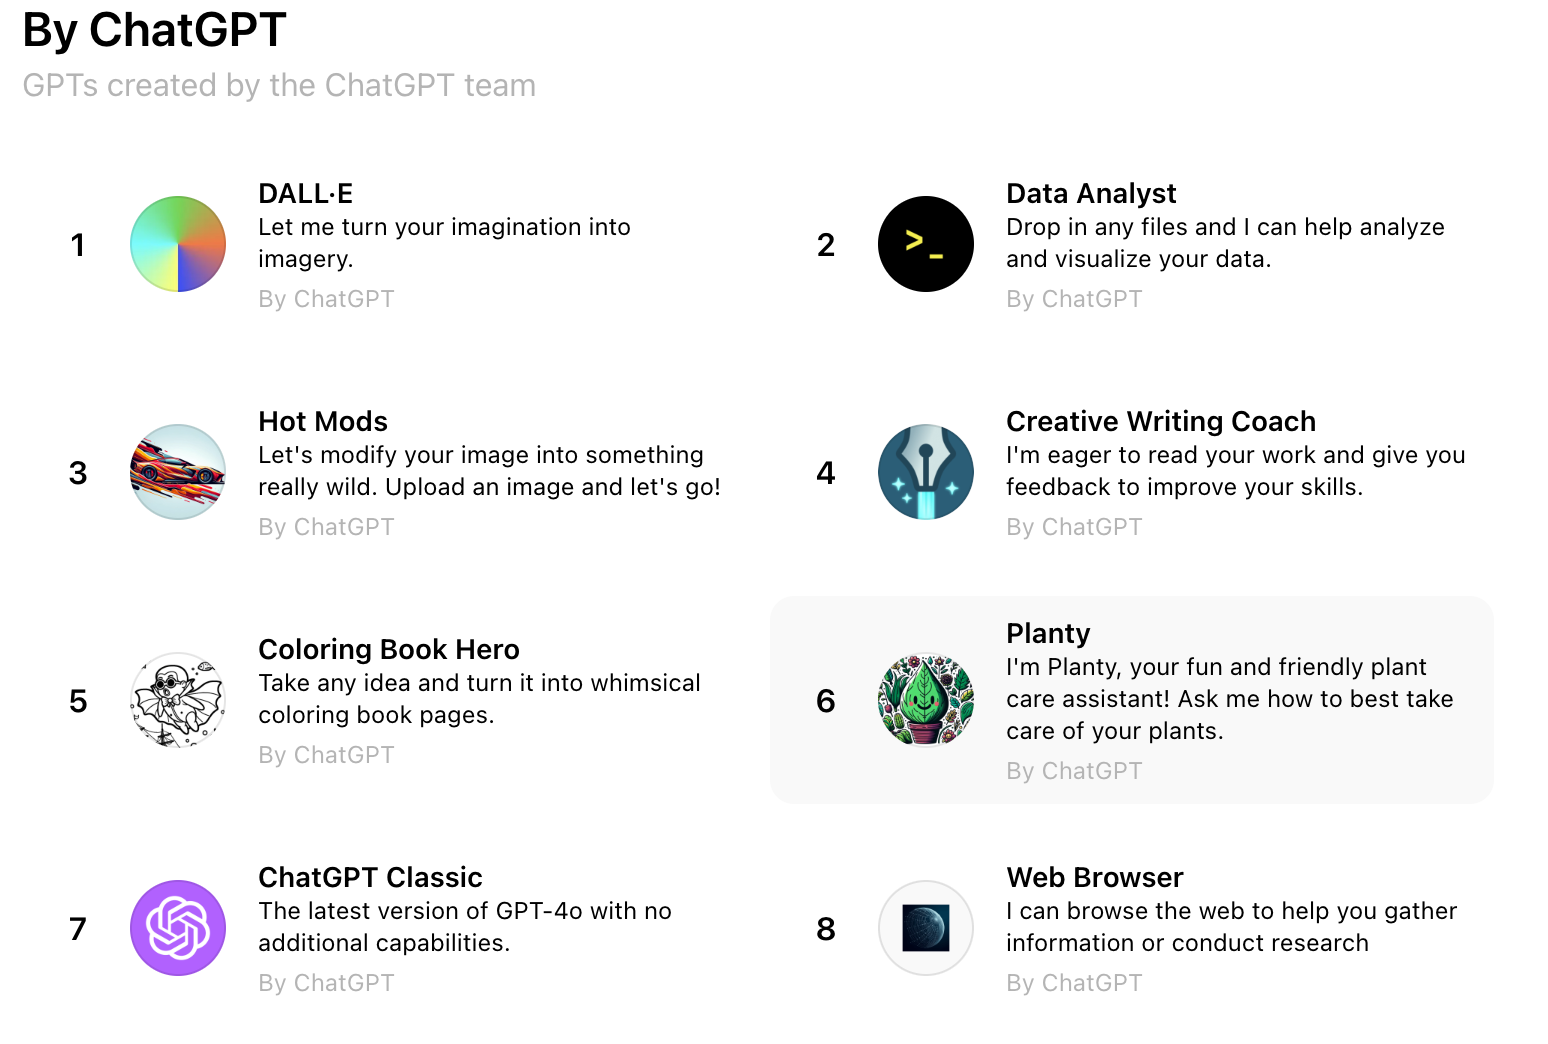 By ChatGPT
GPTs created by the ChatGPT team
1
DALL·E
Let me turn your imagination into
imagery.
By ChatGPT
2
>_
Data Analyst
Drop in any files and I can help analyze
and visualize your data.
By ChatGPT
3
Hot Mods
Let's modify your image into something
really wild. Upload an image and let's go!
By ChatGPT
4
Creative Writing Coach
I'm eager to read your work and give you
feedback to improve your skills.
By ChatGPT
5
Coloring Book Hero
Take any idea and turn it into whimsical
coloring book pages.
By ChatGPT
6
Planty
I'm Planty, your fun and friendly plant
care assistant! Ask me how to best take
care of your plants.
By ChatGPT
7
ChatGPT Classic
The latest version of GPT-4o with no
additional capabilities.
By ChatGPT
8
Web Browser
I can browse the web to help you gather
information or conduct research
By ChatGPT